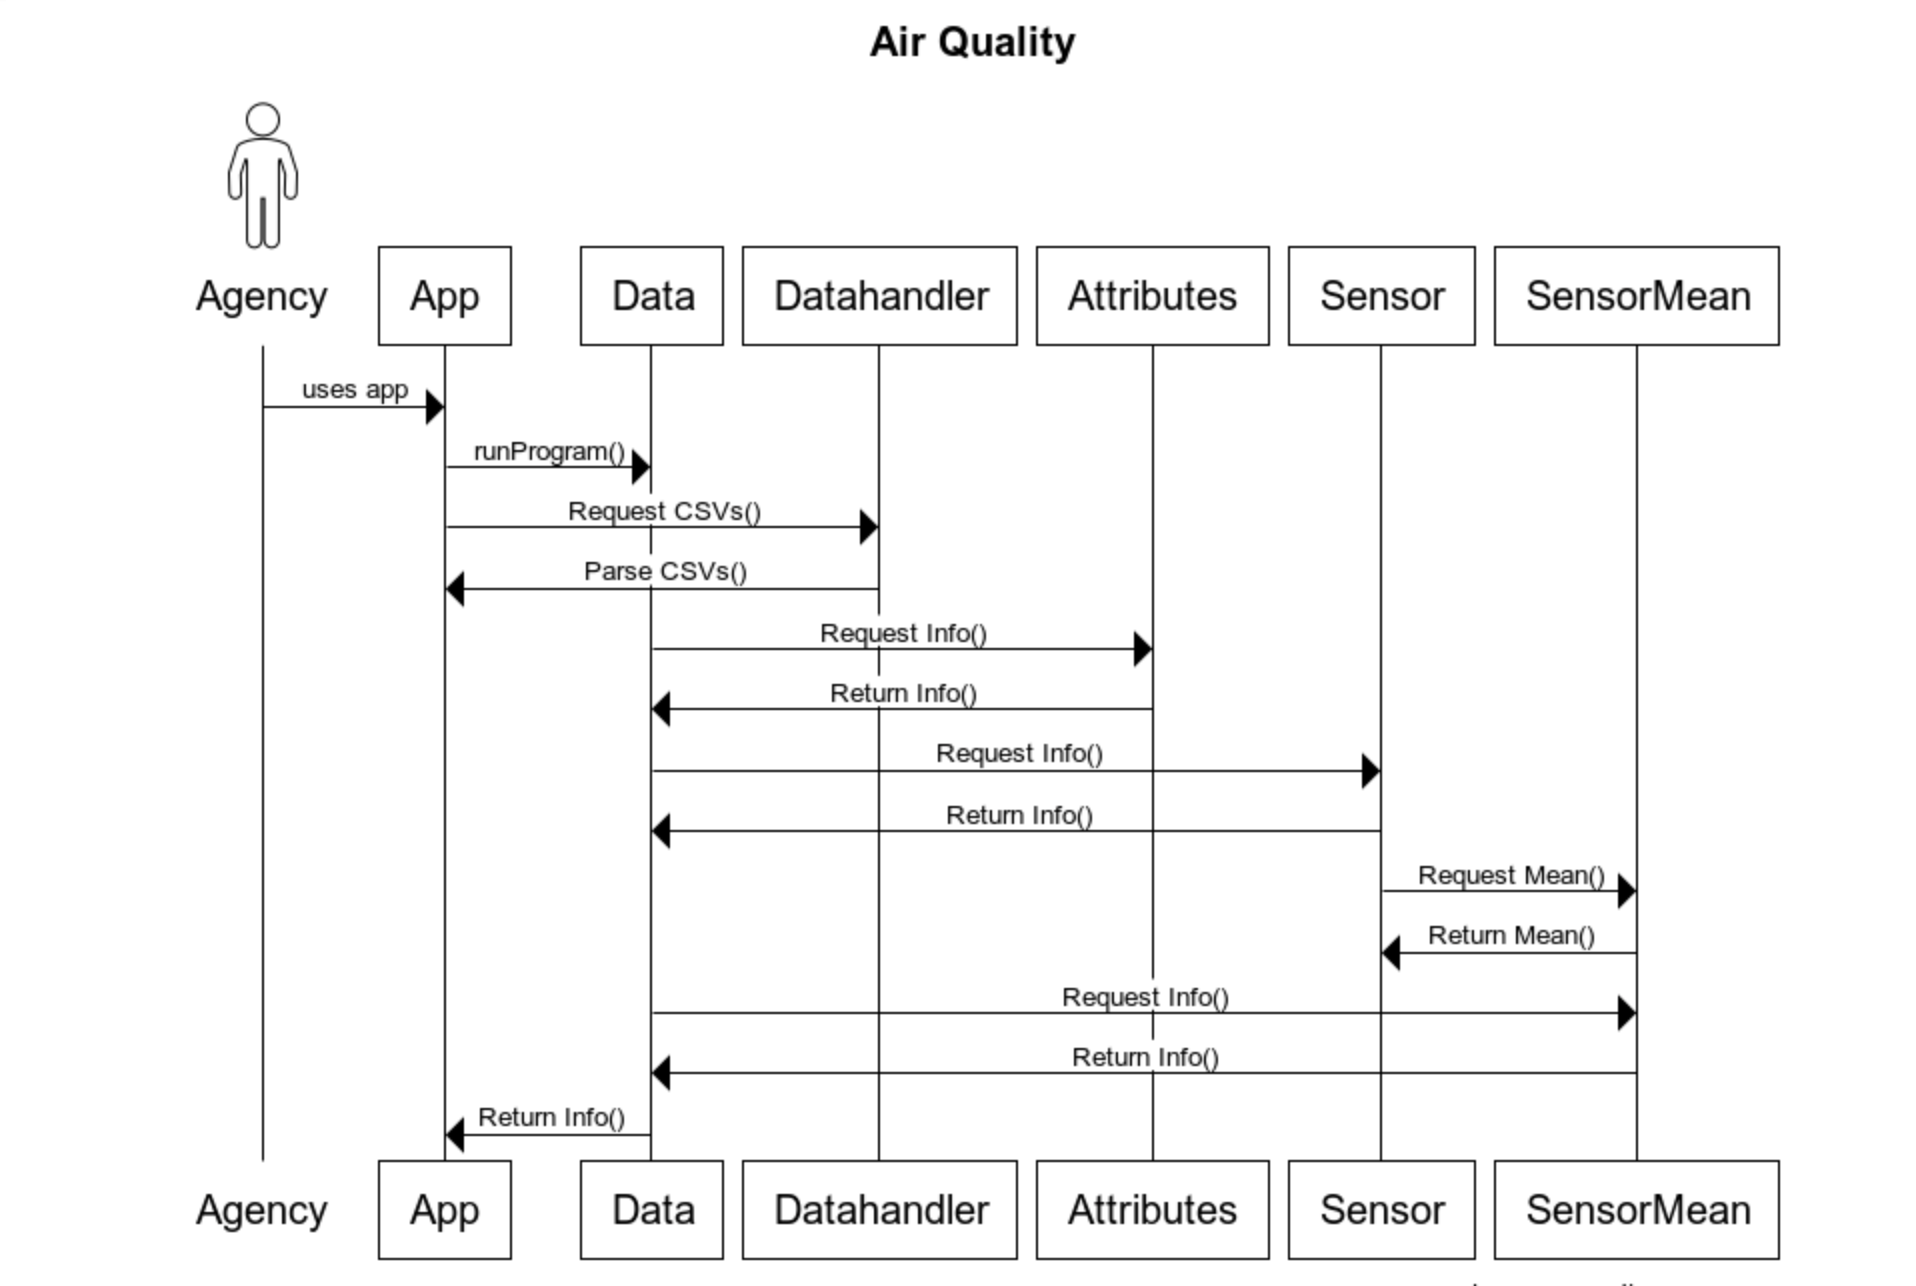 Air Quality
Agency App Data Datahandler Attributes Sensor SensorMean
uses app
runProgram()
Request CSVs()
Parse CSVs()
Request Info()
Return Info()
Request Info()
Return Info()
Request Mean()
Return Mean()
Request Info()
Return Info()
Return Info()
Agency App Data Datahandler Attributes Sensor SensorMean